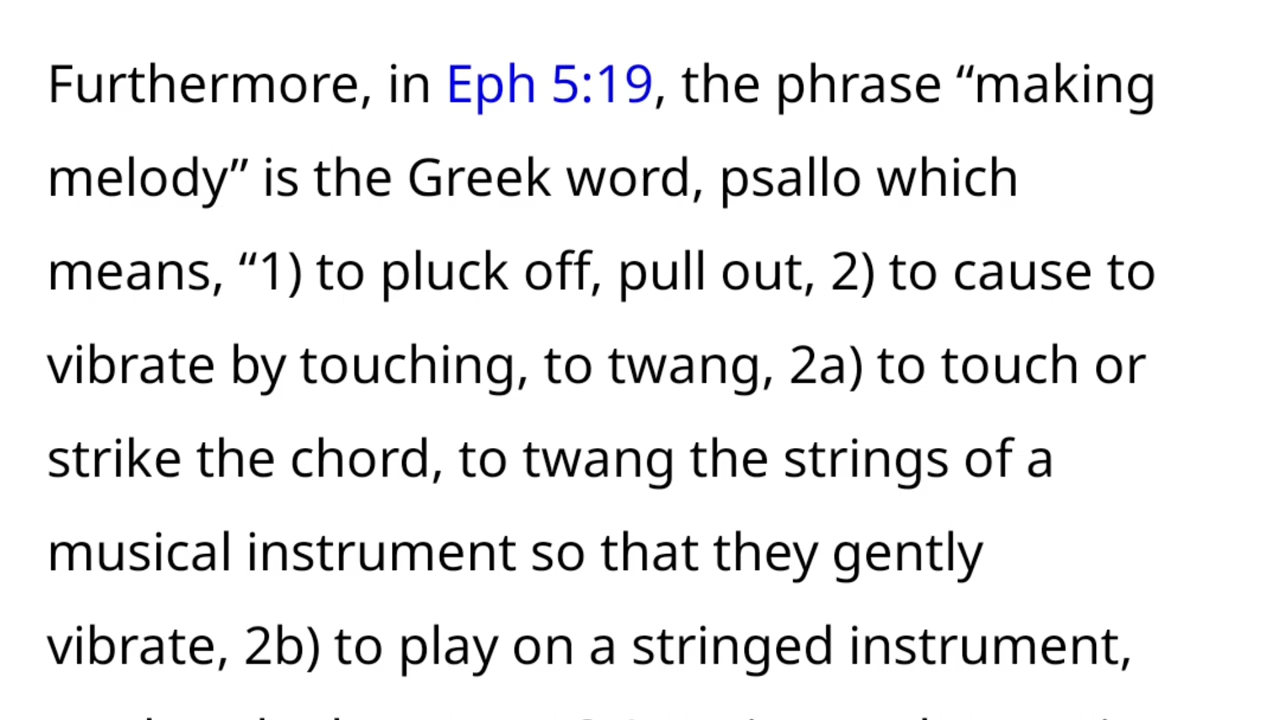 Furthermore, in Eph 5:19, the phrase “making
melody” is the Greek word, psallo which
means, “1) to pluck off, pull out, 2) to cause to
vibrate by touching, to twang, 2a) to touch or
strike the chord, to twang the strings of a
musical instrument so that they gently
vibrate, 2b) to play on a stringed instrument,